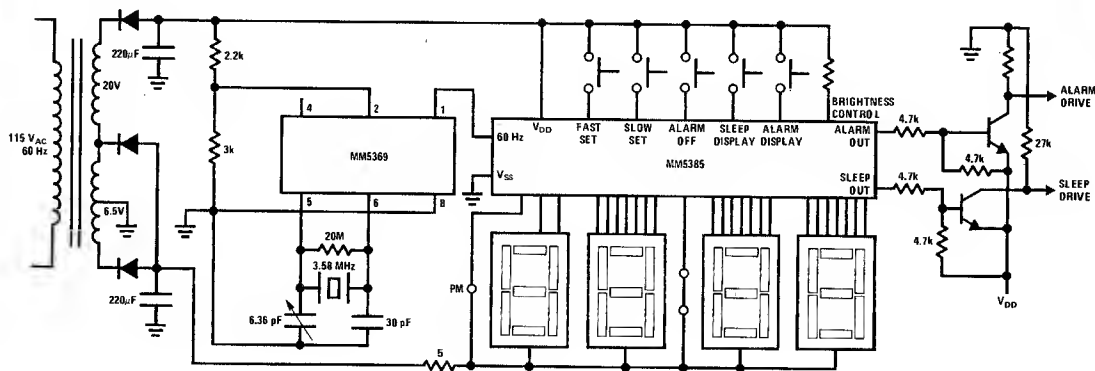 220µF
20V
115 VAC
60 Hz
6.5V
220µF
2.2k
3k
4
2
1
MM5369
5
6
8
20M
3.58 MHz
6.36 pF
30 pF
5
60 Hz
VSS
VDD
FAST
SET
SLOW
SET
ALARM
OFF
SLEEP
DISPLAY
ALARM
DISPLAY
BRIGHTNESS
CONTROL
ALARM
OUT
MM5385
SLEEP
OUT
PM
4.7k
4.7k
4.7k
4.7k
27k
ALARM
DRIVE
SLEEP
DRIVE
VDD